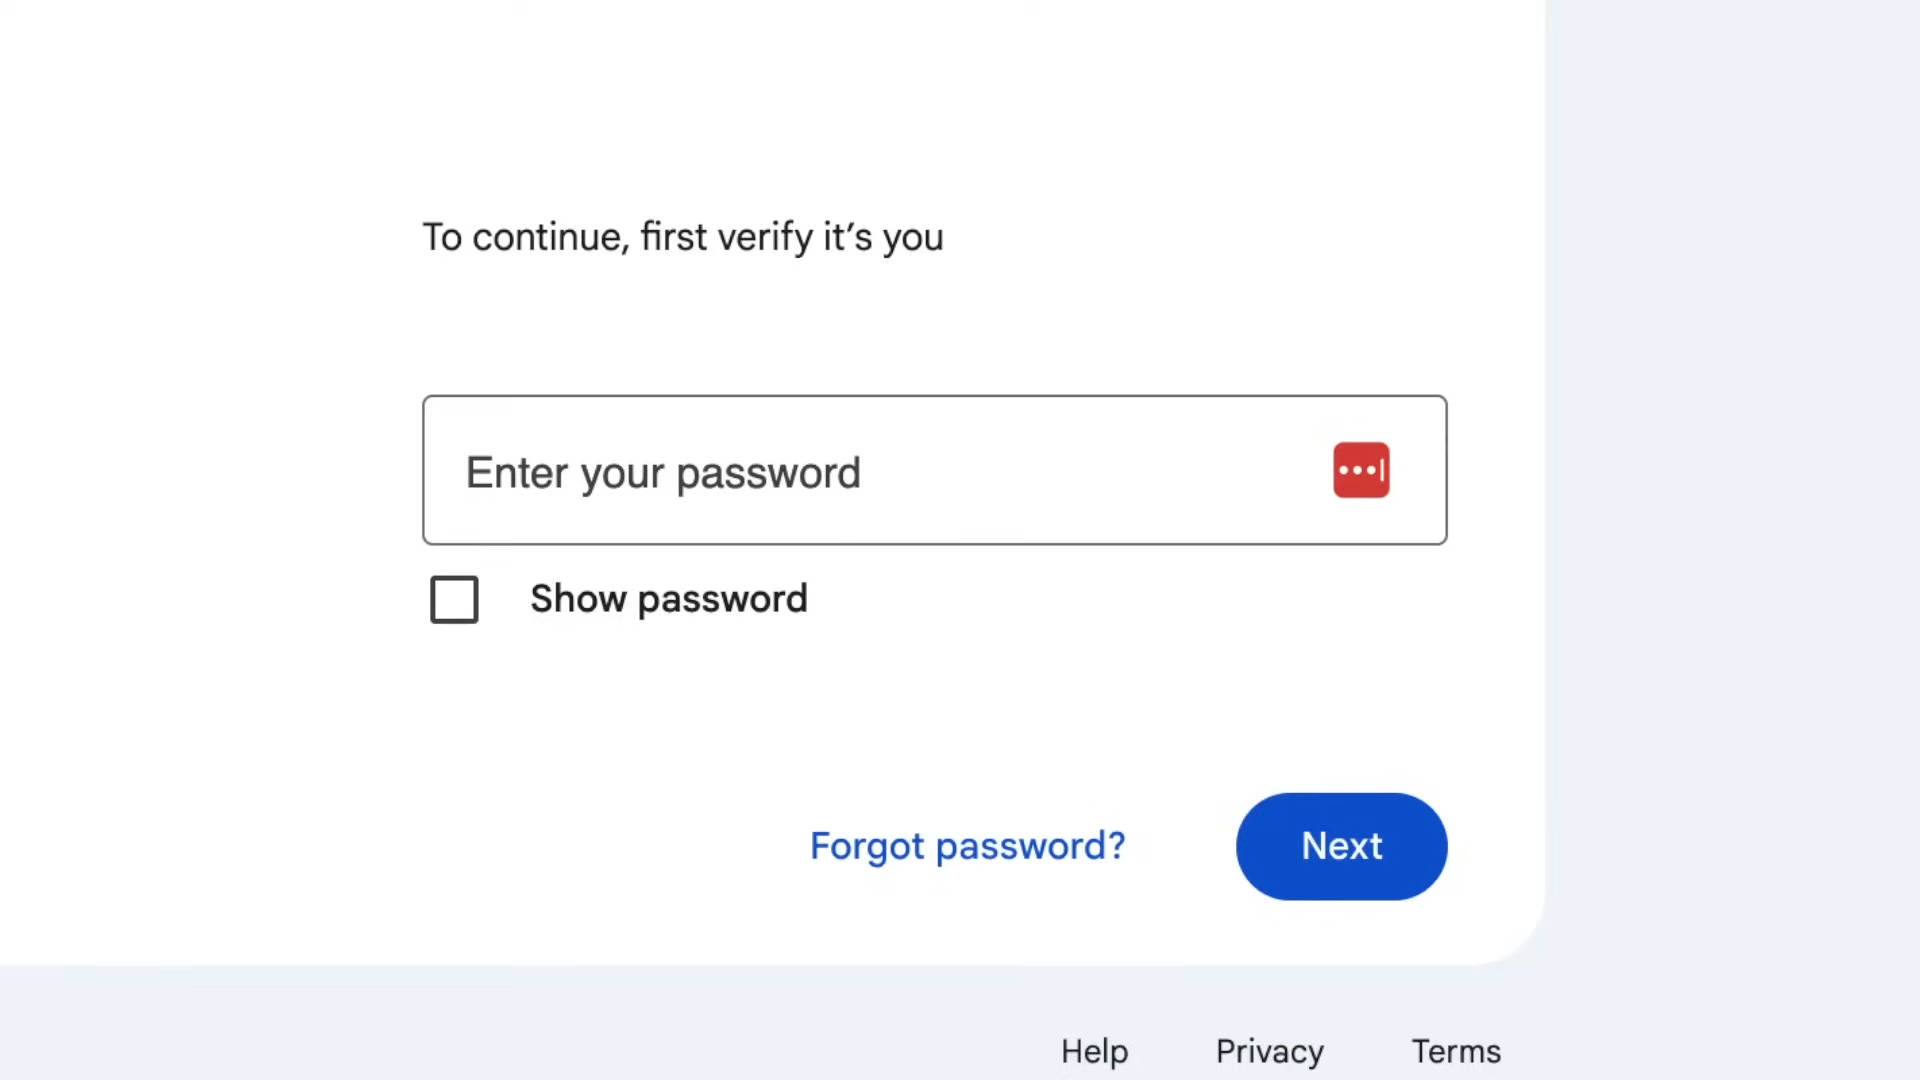 To continue, first verify it’s you
Enter your password
Show password
Forgot password?
Next
Help
Privacy
Terms